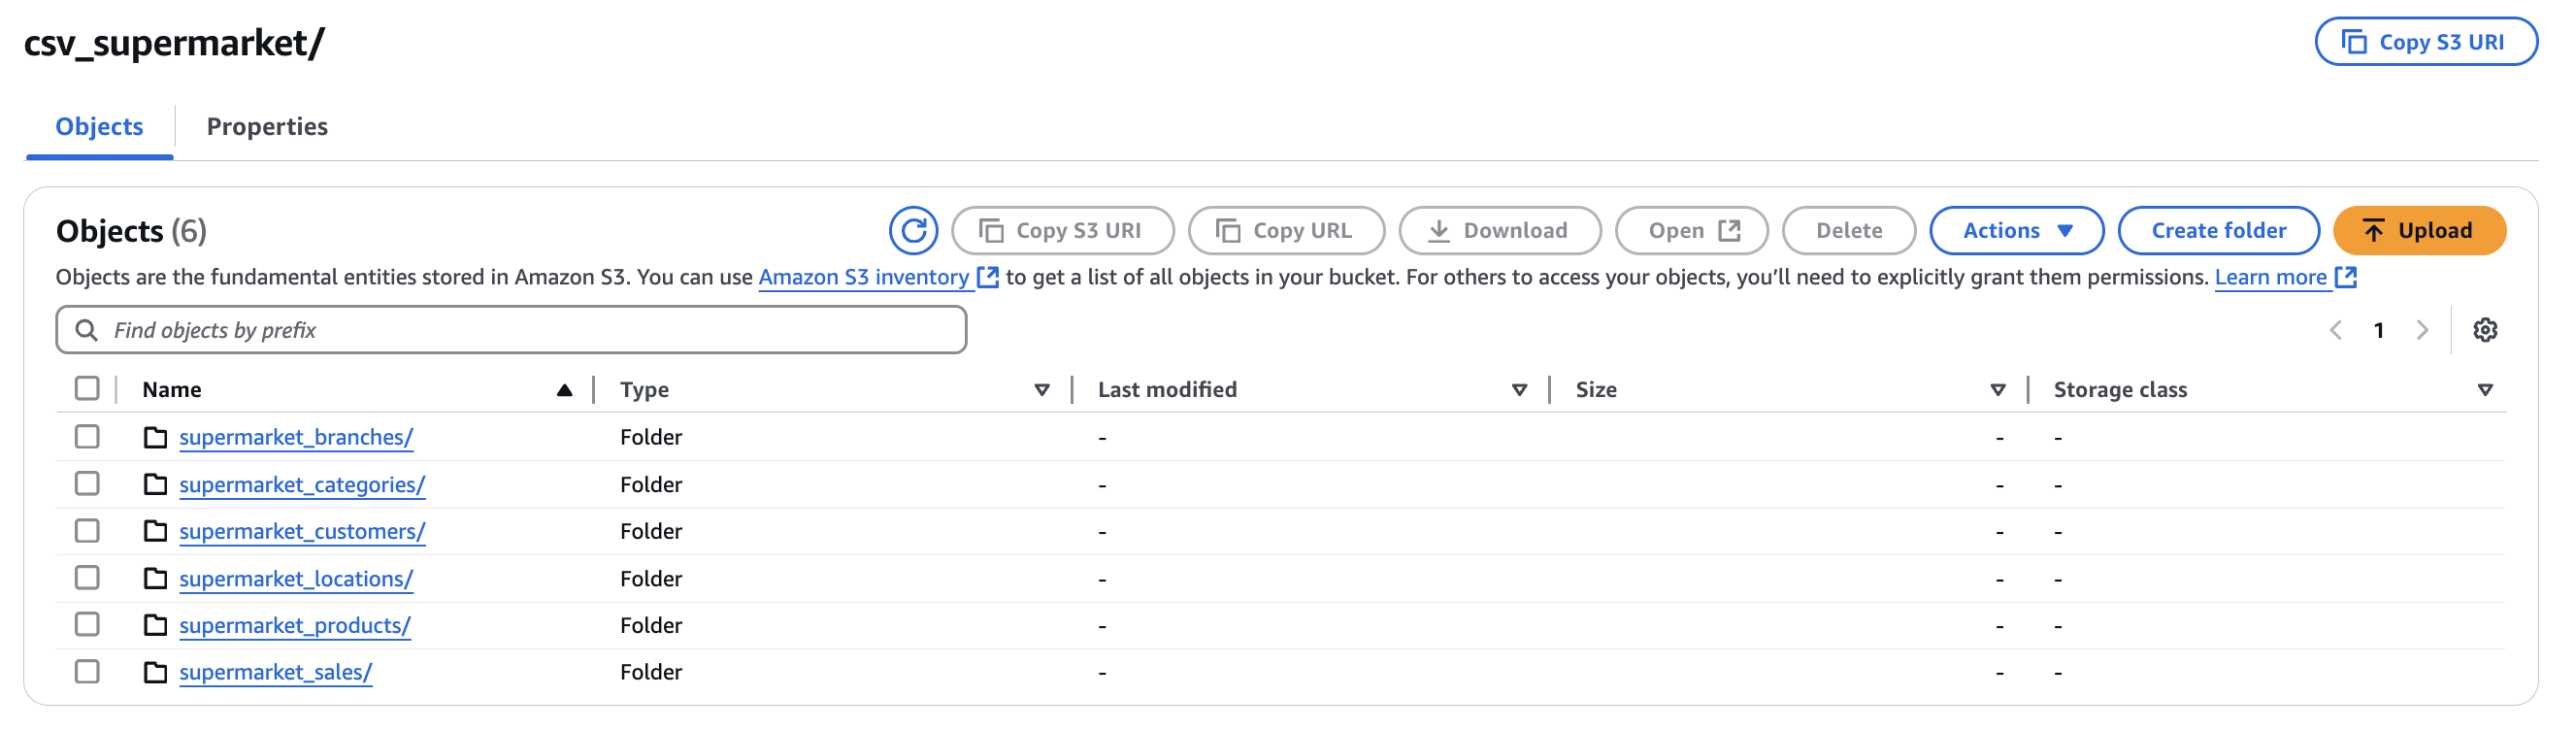 csv_supermarket/
Copy S3 URI
Objects
Properties
Objects (6)
Copy S3 URI
Copy URL
Download
Open
Delete
Actions
Create folder
Upload
Objects are the fundamental entities stored in Amazon S3. You can use Amazon S3 inventory to get a list of all objects in your bucket. For others to access your objects, you’ll need to explicitly grant them permissions. Learn more
Find objects by prefix
1
Name Type Last modified Size Storage class
supermarket_branches/ Folder - - -
supermarket_categories/ Folder - - -
supermarket_customers/ Folder - - -
supermarket_locations/ Folder - - -
supermarket_products/ Folder - - -
supermarket_sales/ Folder - - -